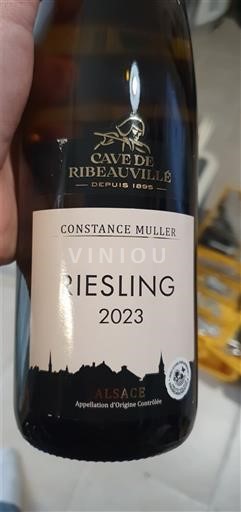 CAVE DE
RIBEAUVILLÉ
DEPUIS 1895
CONSTANCE MULLER
VINIOU
RIESLING
2023
ALSACE
Appellation d'Origine Contrôlée